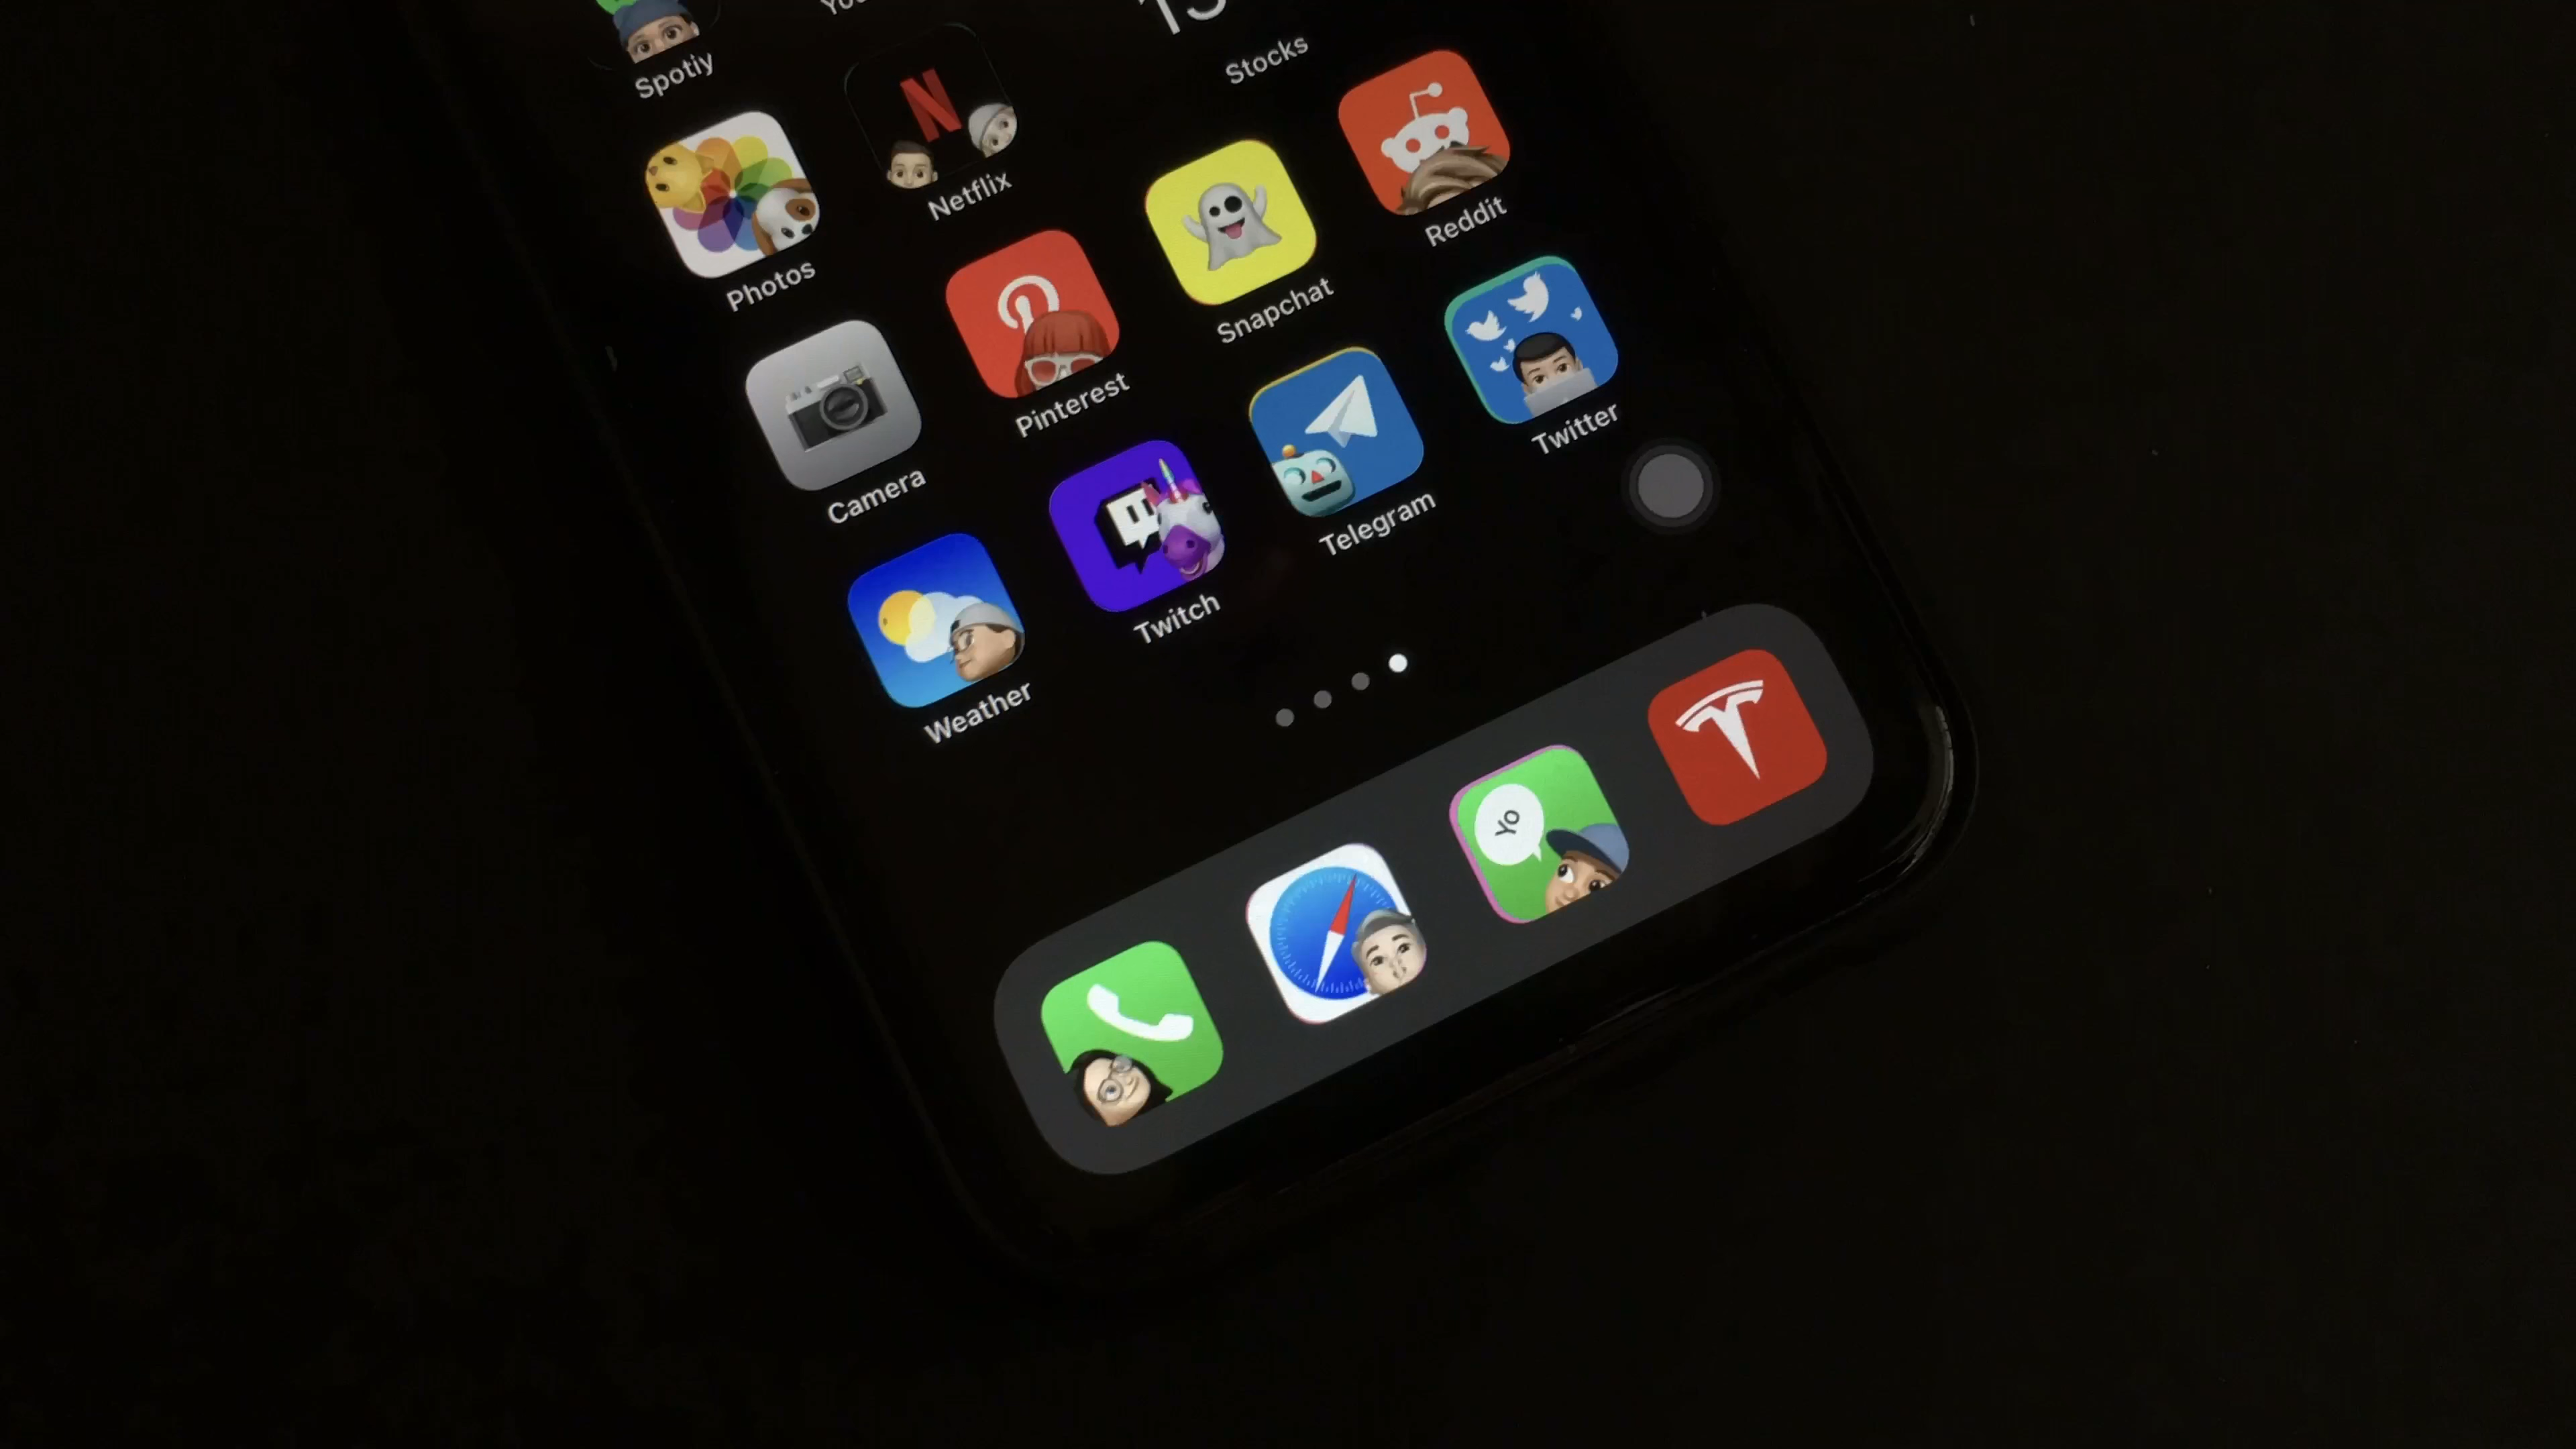 Spotiy
Stocks
N
Netflix
Reddit
Photos
Snapchat
Pinterest
Twitter
Camera
Telegram
Twitch
Weather
Yo